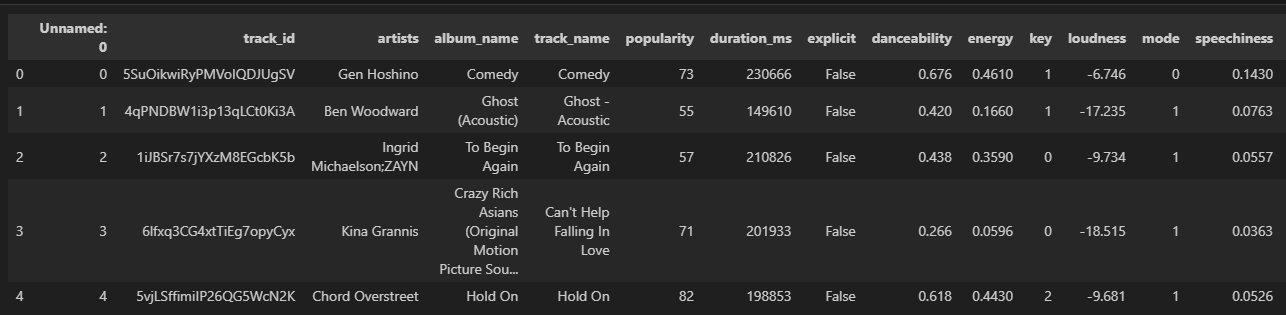 Unnamed: 0 track_id artists album_name track_name popularity duration_ms explicit danceability energy key loudness mode speechiness
0 0 5SuOikwiRyPMVoIQDJUgSV Gen Hoshino Comedy Comedy 73 230666 False 0.676 0.4610 1 -6.746 0 0.1430
1 1 4qPNDBW1i3p13qLCt0Ki3A Ben Woodward Ghost (Acoustic) Ghost - Acoustic 55 149610 False 0.420 0.1660 1 -17.235 1 0.0763
2 2 1iJBSr7s7jYXzM8EGcbK5b Ingrid Michaelson;ZAYN To Begin Again To Begin Again 57 210826 False 0.438 0.3590 0 -9.734 1 0.0557
3 3 6lfxq3CG4xtTiEg7opyCyx Kina Grannis Crazy Rich Asians (Original Motion Picture Sou... Can't Help Falling In Love 71 201933 False 0.266 0.0596 0 -18.515 1 0.0363
4 4 5vjLSffimiIP26QG5WcN2K Chord Overstreet Hold On Hold On 82 198853 False 0.618 0.4430 2 -9.681 1 0.0526